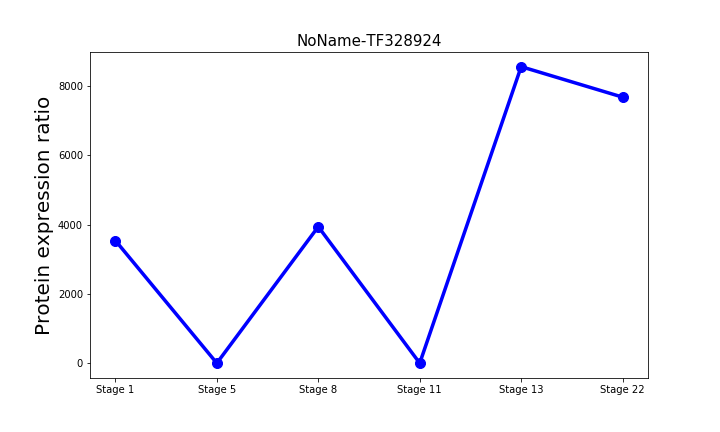 NoName-TF328924
Protein expression ratio
8000
6000
4000
2000
0
Stage 1
Stage 5
Stage 8
Stage 11
Stage 13
Stage 22